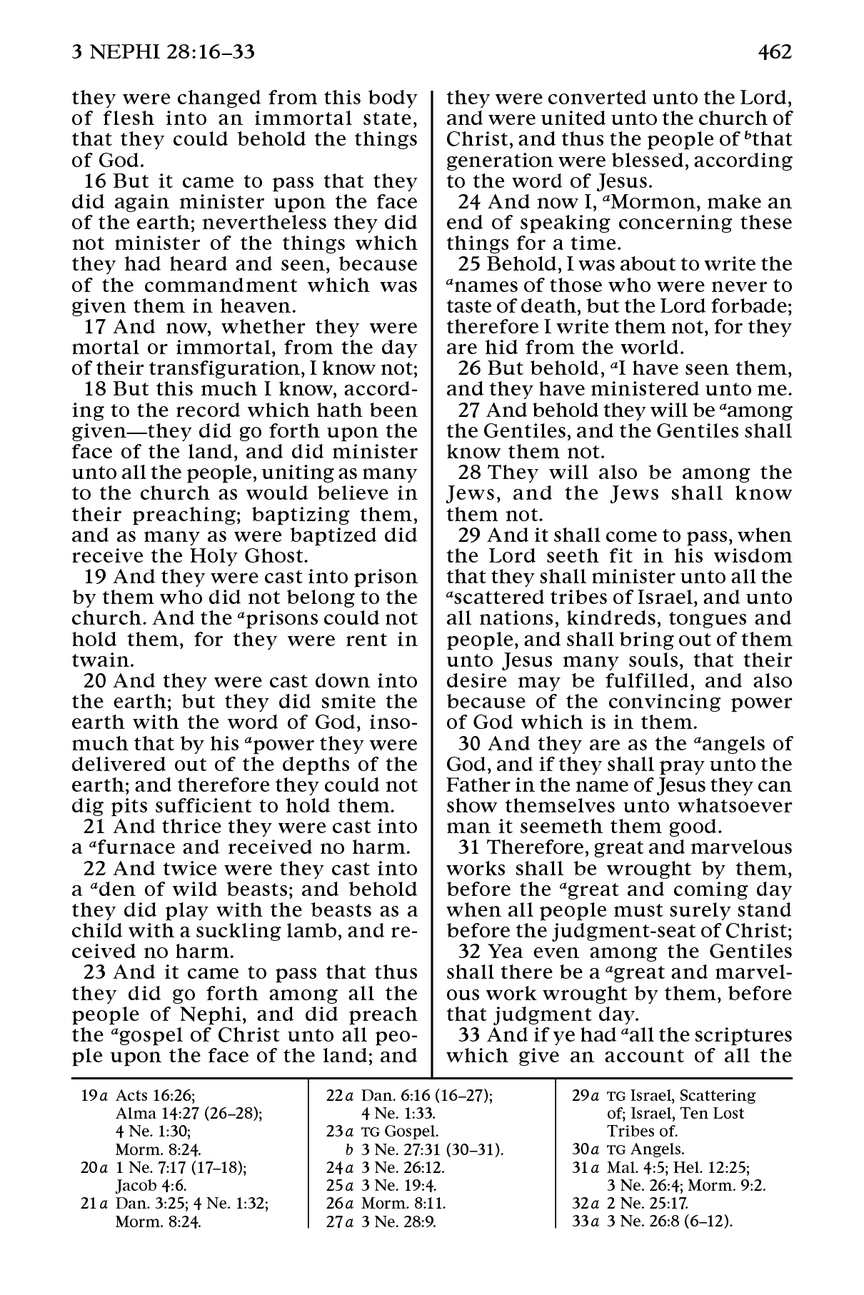 3 NEPHI 28:16–33
462
they were changed from this body
of flesh into an immortal state,
that they could behold the things
of God.
16 But it came to pass that they
did again minister upon the face
of the earth; nevertheless they did
not minister of the things which
they had heard and seen, because
of the commandment which was
given them in heaven.
17 And now, whether they were
mortal or immortal, from the day
of their transfiguration, I know not;
18 But this much I know, accord-
ing to the record which hath been
given—they did go forth upon the
face of the land, and did minister
unto all the people, uniting as many
to the church as would believe in
their preaching; baptizing them,
and as many as were baptized did
receive the Holy Ghost.
19 And they were cast into prison
by them who did not belong to the
church. And the aprisons could not
hold them, for they were rent in
twain.
20 And they were cast down into
the earth; but they did smite the
earth with the word of God, inso-
much that by his apower they were
delivered out of the depths of the
earth; and therefore they could not
dig pits sufficient to hold them.
21 And thrice they were cast into
a afurnace and received no harm.
22 And twice were they cast into
a aden of wild beasts; and behold
they did play with the beasts as a
child with a suckling lamb, and re-
ceived no harm.
23 And it came to pass that thus
they did go forth among all the
people of Nephi, and did preach
the agospel of Christ unto all peo-
ple upon the face of the land; and
they were converted unto the Lord,
and were united unto the church of
Christ, and thus the people of bthat
generation were blessed, according
to the word of Jesus.
24 And now I, aMormon, make an
end of speaking concerning these
things for a time.
25 Behold, I was about to write the
anames of those who were never to
taste of death, but the Lord forbade;
therefore I write them not, for they
are hid from the world.
26 But behold, aI have seen them,
and they have ministered unto me.
27 And behold they will be aamong
the Gentiles, and the Gentiles shall
know them not.
28 They will also be among the
Jews, and the Jews shall know
them not.
29 And it shall come to pass, when
the Lord seeth fit in his wisdom
that they shall minister unto all the
ascattered tribes of Israel, and unto
all nations, kindreds, tongues and
people, and shall bring out of them
unto Jesus many souls, that their
desire may be fulfilled, and also
because of the convincing power
of God which is in them.
30 And they are as the aangels of
God, and if they shall pray unto the
Father in the name of Jesus they can
show themselves unto whatsoever
man it seemeth them good.
31 Therefore, great and marvelous
works shall be wrought by them,
before the agreat and coming day
when all people must surely stand
before the judgment-seat of Christ;
32 Yea even among the Gentiles
shall there be a agreat and marvel-
ous work wrought by them, before
that judgment day.
33 And if ye had aall the scriptures
which give an account of all the
19a Acts 16:26;
Alma 14:27 (26–28);
4 Ne. 1:30;
Morm. 8:24.
20a 1 Ne. 7:17 (17–18);
Jacob 4:6.
21a Dan. 3:25; 4 Ne. 1:32;
Morm. 8:24.
22a Dan. 6:16 (16–27);
4 Ne. 1:33.
23a TG Gospel.
b 3 Ne. 27:31 (30–31).
24a 3 Ne. 26:12.
25a 3 Ne. 19:4.
26a Morm. 8:11.
27a 3 Ne. 28:9.
29a TG Israel, Scattering
of; Israel, Ten Lost
Tribes of.
30a TG Angels.
31a Mal. 4:5; Hel. 12:25;
3 Ne. 26:4; Morm. 9:2.
32a 2 Ne. 25:17.
33a 3 Ne. 26:8 (6–12).